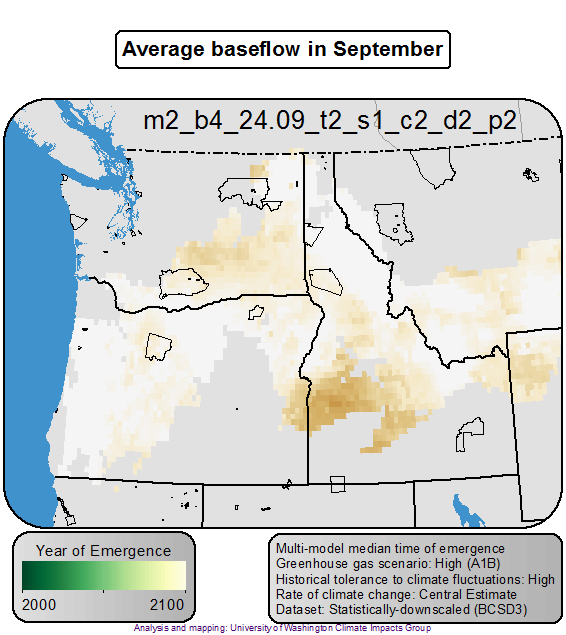 Average baseflow in September
m2_b4_24.09_t2_s1_c2_d2_p2
Year of Emergence
2000 2100
Multi-model median time of emergence
Greenhouse gas scenario: High (A1B)
Historical tolerance to climate fluctuations: High
Rate of climate change: Central Estimate
Dataset: Statistically-downscaled (BCSD3)
Analysis and mapping: University of Washington Climate Impacts Group